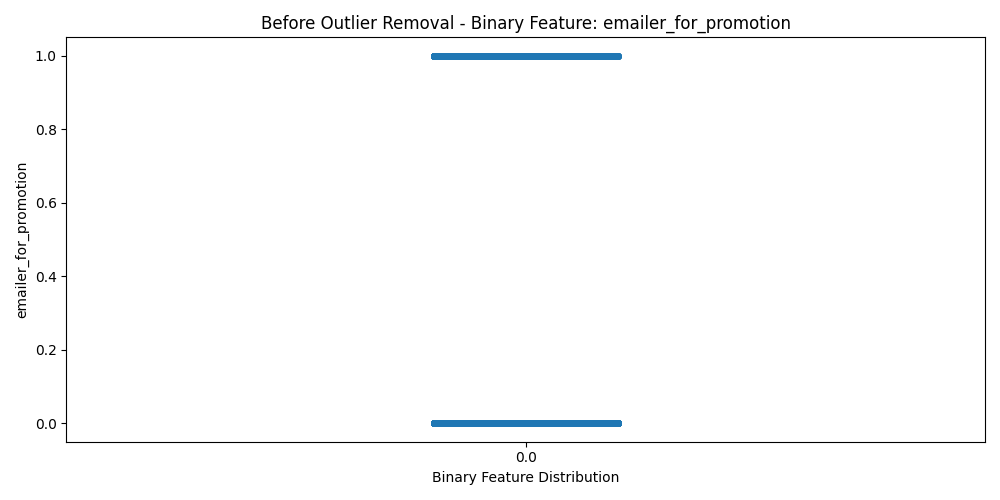 Before Outlier Removal - Binary Feature: emailer_for_promotion
1.0
0.8
0.6
0.4
0.2
0.0
emailer_for_promotion
0.0
Binary Feature Distribution